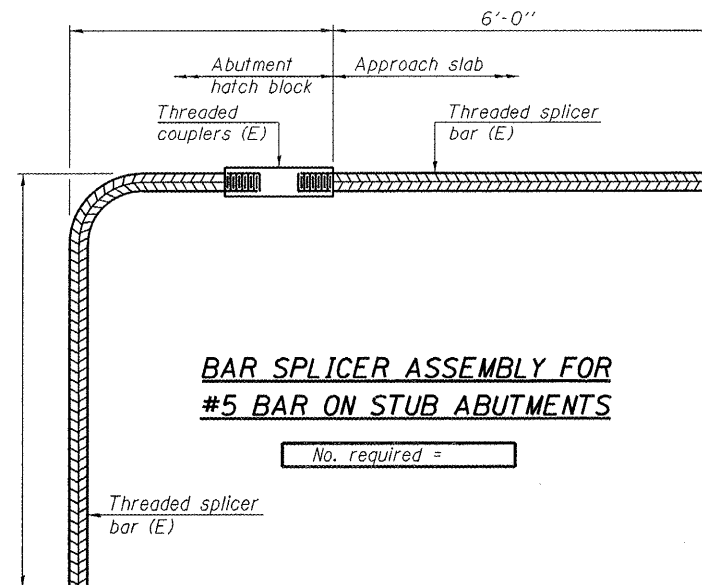 6'-0"
Abutment
hatch block
Approach slab
Threaded
couplers (E)
Threaded splicer
bar (E)
BAR SPLICER ASSEMBLY FOR
#5 BAR ON STUB ABUTMENTS
No. required =
Threaded splicer
bar (E)